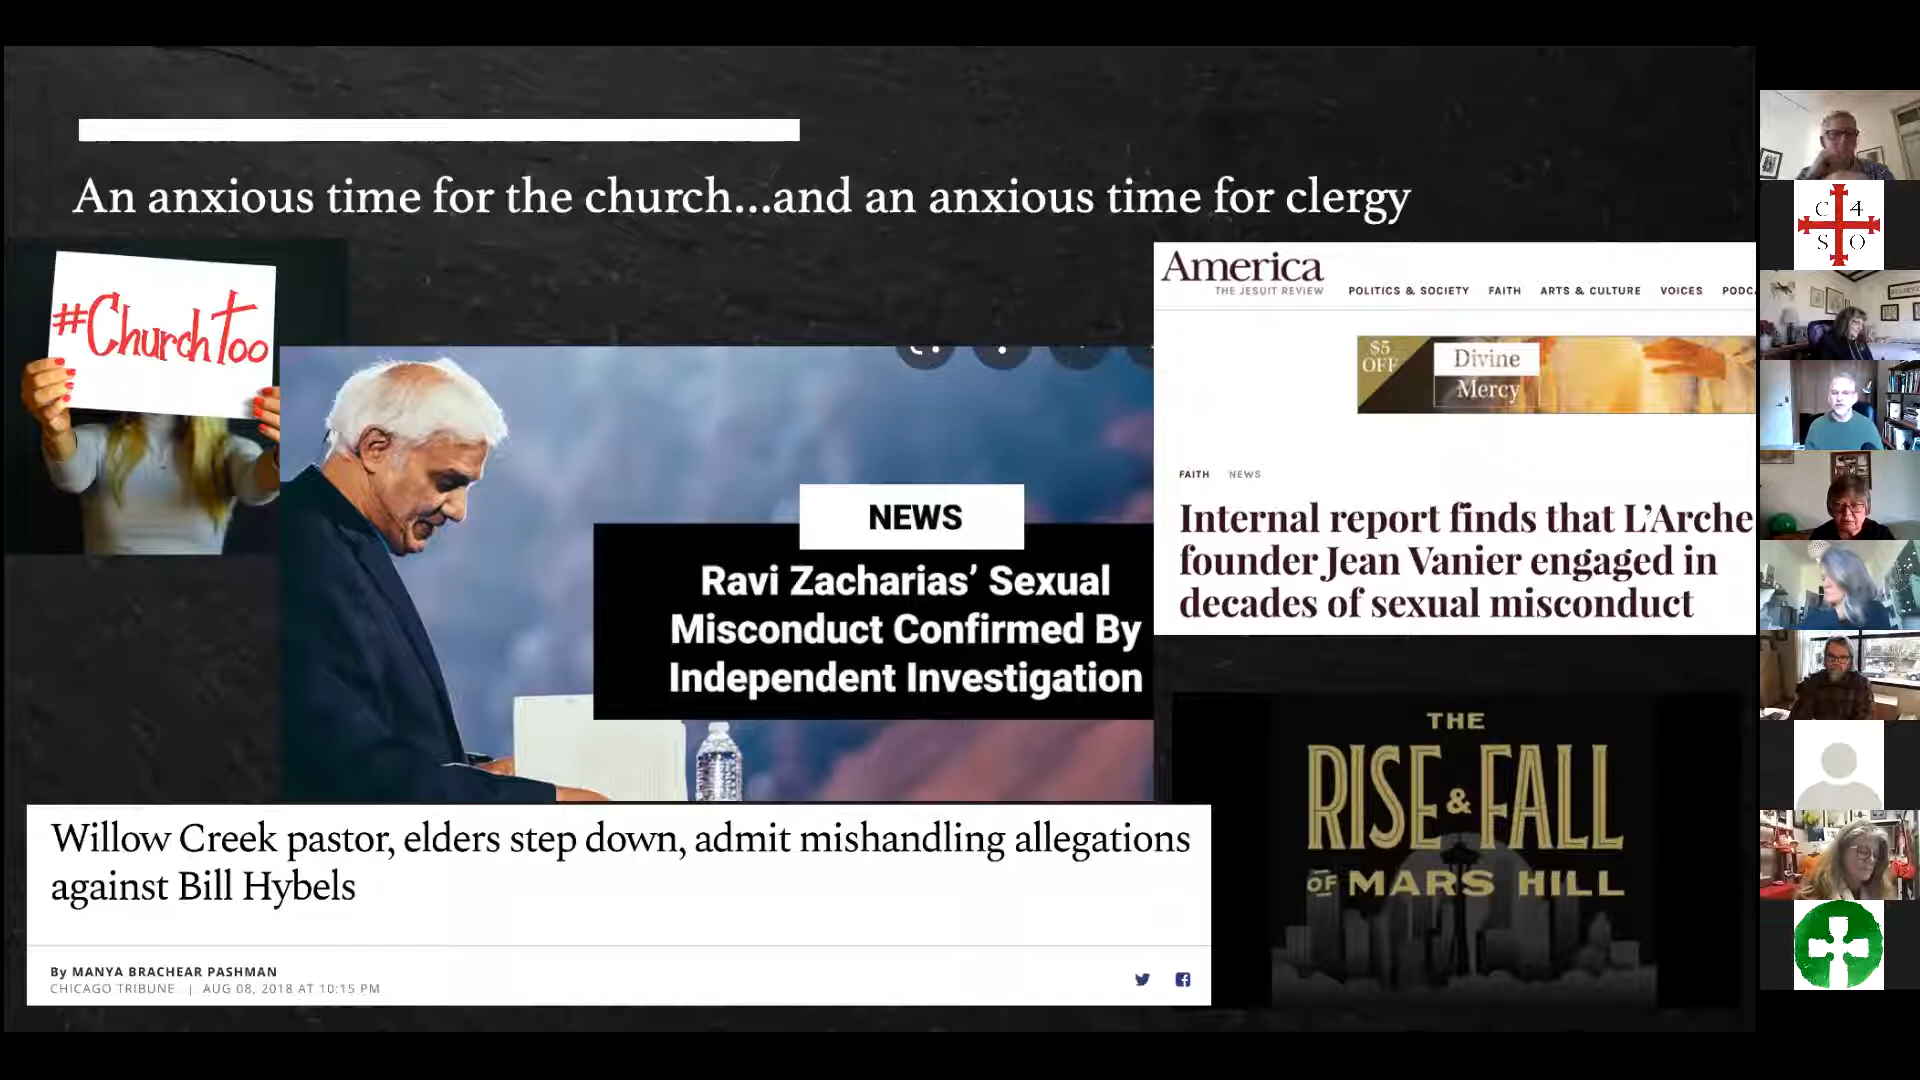 An anxious time for the church...and an anxious time for clergy
#ChurchToo
NEWS
Ravi Zacharias’ Sexual
Misconduct Confirmed By
Independent Investigation
America
THE JESUIT REVIEW
POLITICS & SOCIETY FAITH ARTS & CULTURE VOICES PODCA
$5
OFF
Divine
Mercy
FAITH NEWS
Internal report finds that L’Arche
founder Jean Vanier engaged in
decades of sexual misconduct
Willow Creek pastor, elders step down, admit mishandling allegations
against Bill Hybels
By MANYA BRACHEAR PASHMAN
CHICAGO TRIBUNE | AUG 08, 2018 AT 10:15 PM
THE
RISE & FALL
OF MARS HILL
C 4
S O